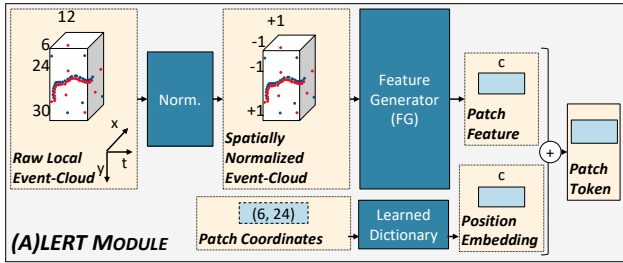 12
6
24
30
x
y
t
Raw Local
Event-Cloud
Norm.
+1
-1
-1
+1
Spatially
Normalized
Event-Cloud
Feature
Generator
(FG)
c
Patch
Feature
+
Patch
Token
(6, 24)
Patch Coordinates
Learned
Dictionary
c
Position
Embedding
(A)LERT MODULE